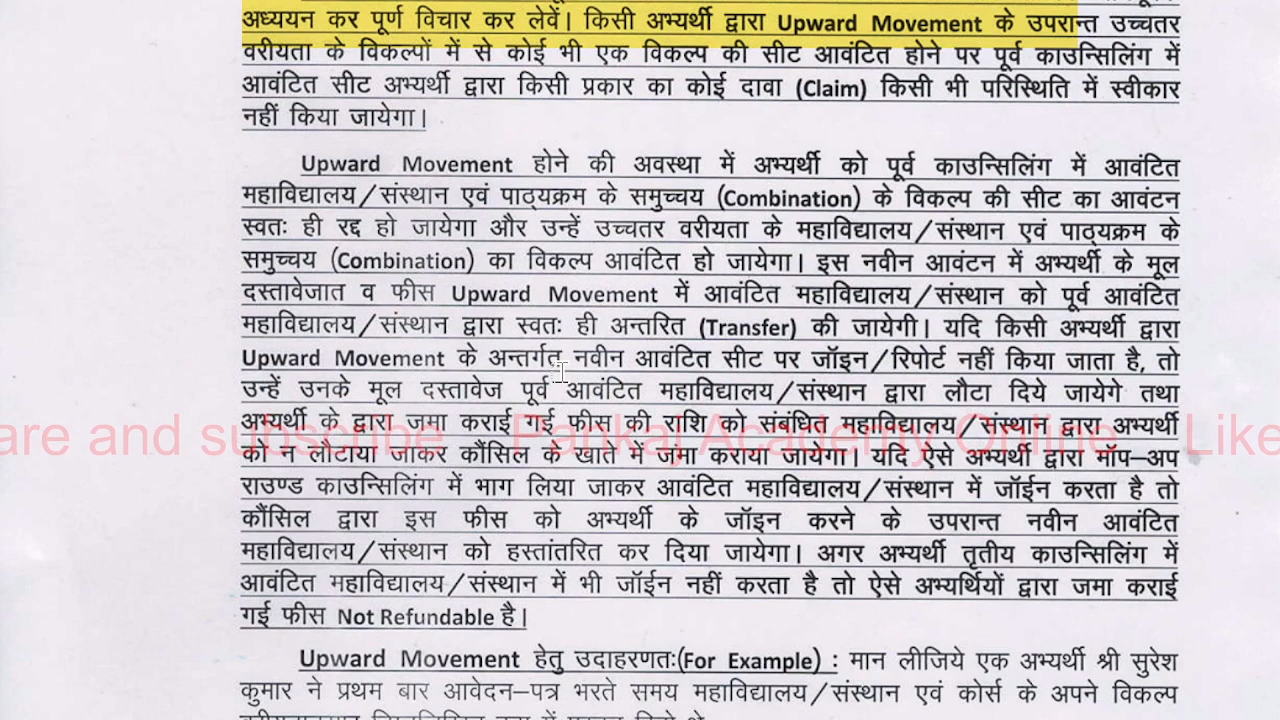 अध्ययन कर पूर्ण विचार कर लेवें। किसी अभ्यर्थी द्वारा Upward Movement के उपरान्त उच्चतर
वरीयता के विकल्पों में से कोई भी एक विकल्प की सीट आवंटित होने पर पूर्व काउन्सिलिंग में
आवंटित सीट अभ्यर्थी द्वारा किसी प्रकार का कोई दावा (Claim) किसी भी परिस्थिति में स्वीकार
नहीं किया जायेगा।
Upward Movement होने की अवस्था में अभ्यर्थी को पूर्व काउन्सिलिंग में आवंटित
महाविद्यालय/संस्थान एवं पाठ्यक्रम के समुच्चय (Combination) के विकल्प की सीट का आवंटन
स्वतः ही रद्द हो जायेगा और उन्हें उच्चतर वरीयता के महाविद्यालय/संस्थान एवं पाठ्यक्रम के
समुच्चय (Combination) का विकल्प आवंटित हो जायेगा। इस नवीन आवंटन में अभ्यर्थी के मूल
दस्तावेजात व फीस Upward Movement में आवंटित महाविद्यालय/संस्थान को पूर्व आवंटित
महाविद्यालय/संस्थान द्वारा स्वतः ही अन्तरित (Transfer) की जायेगी। यदि किसी अभ्यर्थी द्वारा
Upward Movement के अन्तर्गत नवीन आवंटित सीट पर जॉइन/रिपोर्ट नहीं किया जाता है, तो
उन्हें उनके मूल दस्तावेज पूर्व आवंटित महाविद्यालय/संस्थान द्वारा लौटा दिये जायेगे तथा
अभ्यर्थी के द्वारा जमा कराई गई फीस की राशि को संबंधित महाविद्यालय/संस्थान द्वारा अभ्यर्थी
are and subscribe Pankaj Academy Online Like
को न लौटाया जाकर कौंसिल के खाते में जमा कराया जायेगा। यदि ऐसे अभ्यर्थी द्वारा मॉप–अप
राउण्ड काउन्सिलिंग में भाग लिया जाकर आवंटित महाविद्यालय/संस्थान में जॉईन करता है तो
कौंसिल द्वारा इस फीस को अभ्यर्थी के जॉइन करने के उपरान्त नवीन आवंटित
महाविद्यालय/संस्थान को हस्तांतरित कर दिया जायेगा। अगर अभ्यर्थी तृतीय काउन्सिलिंग में
आवंटित महाविद्यालय/संस्थान में भी जॉईन नहीं करता है तो ऐसे अभ्यर्थियों द्वारा जमा कराई
गई फीस Not Refundable है।
Upward Movement हेतु उदाहरणतः(For Example) : मान लीजिये एक अभ्यर्थी श्री सुरेश
कुमार ने प्रथम बार आवेदन–पत्र भरते समय महाविद्यालय/संस्थान एवं कोर्स के अपने विकल्प